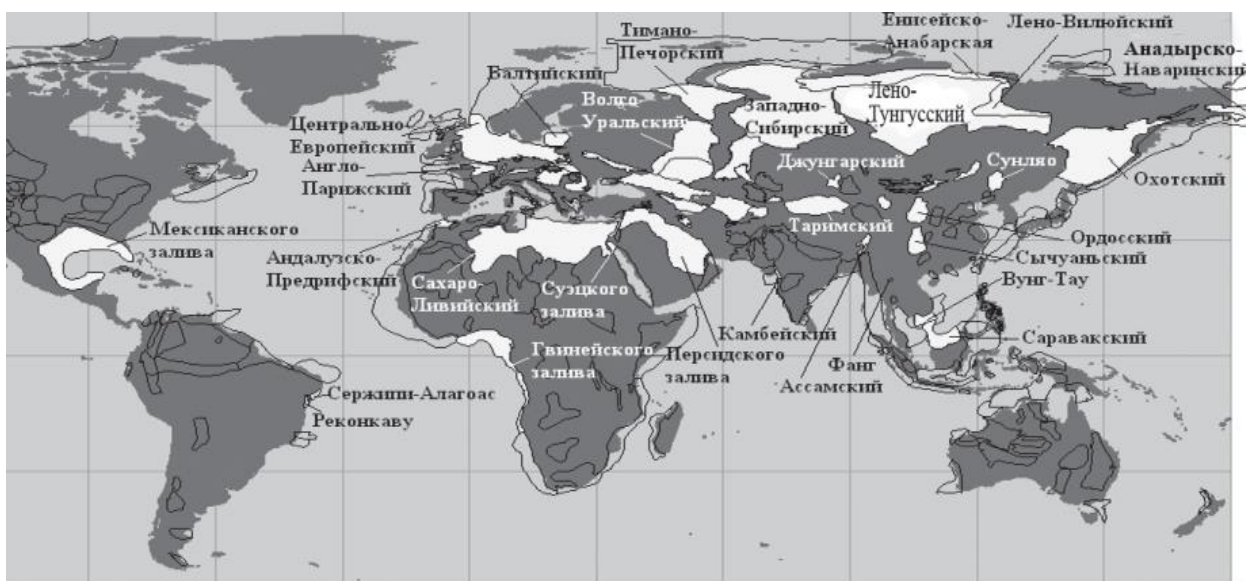 Тимано-
Печорский
Енисейско-
Анабарская
Лено-Вилюйский
Анадырско-
Наваринский
Балтийский
Волго-
Уральский
Западно-
Сибирский
Лено-
Тунгусский
Центрально-
Европейский
Англо-
Парижский
Джунгарский
Сунляо
Охотский
Мексиканского
залива
Таримский
Ордосский
Сычуаньский
Андалузско-
Предрифский
Сахаро-
Ливийский
Суэцкого
залива
Вунг-Тау
Камбейский
Саравакский
Гвинейского
залива
Персидского
залива
Фанг
Ассамский
Сержипи-Алагоас
Реконкаву